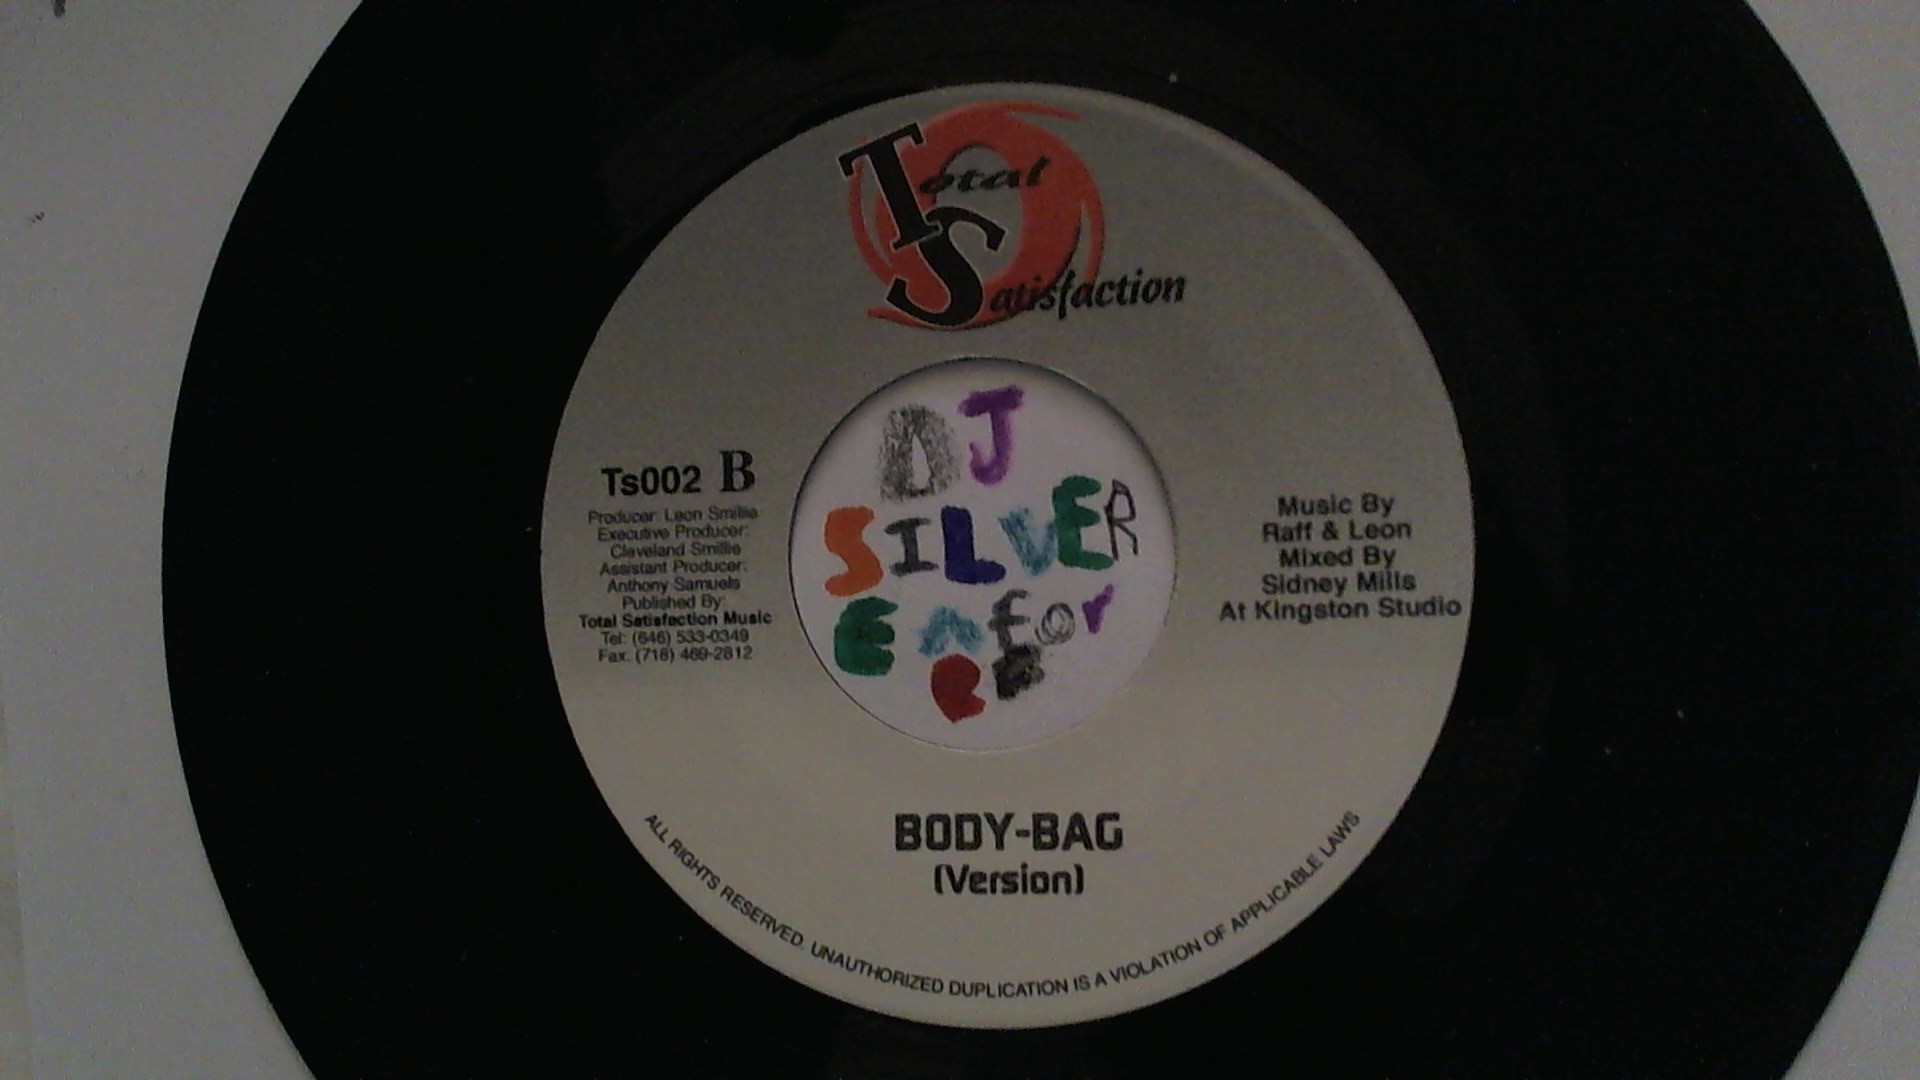 Total
Satisfaction
DJ
SILVER
Ts002 B
Producer: Leon Smillie
Executive Producer:
Cleveland Smillie
Assistant Producer:
Anthony Samuels
Published By:
Total Satisfaction Music
Tel: (646) 533-0349
Fax: (718) 469-2812
Music By
Raff & Leon
Mixed By
Sidney Mills
At Kingston Studio
BODY-BAG
(Version)
ALL RIGHTS RESERVED. UNAUTHORIZED DUPLICATION IS A VIOLATION OF APPLICABLE LAWS